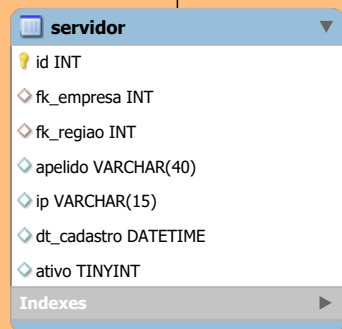 servidor
id INT
fk_empresa INT
fk_regiao INT
apelido VARCHAR(40)
ip VARCHAR(15)
dt_cadastro DATETIME
ativo TINYINT
Indexes